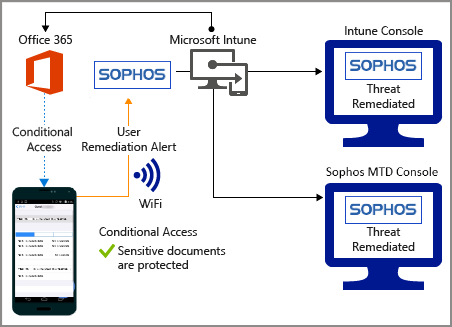 Office 365
Microsoft Intune
Intune Console
SOPHOS
SOPHOS
Threat
Remediated
Conditional
Access
User
Remediation Alert
WiFi
Sophos MTD Console
SOPHOS
Threat
Remediated
Conditional Access
Sensitive documents
are protected